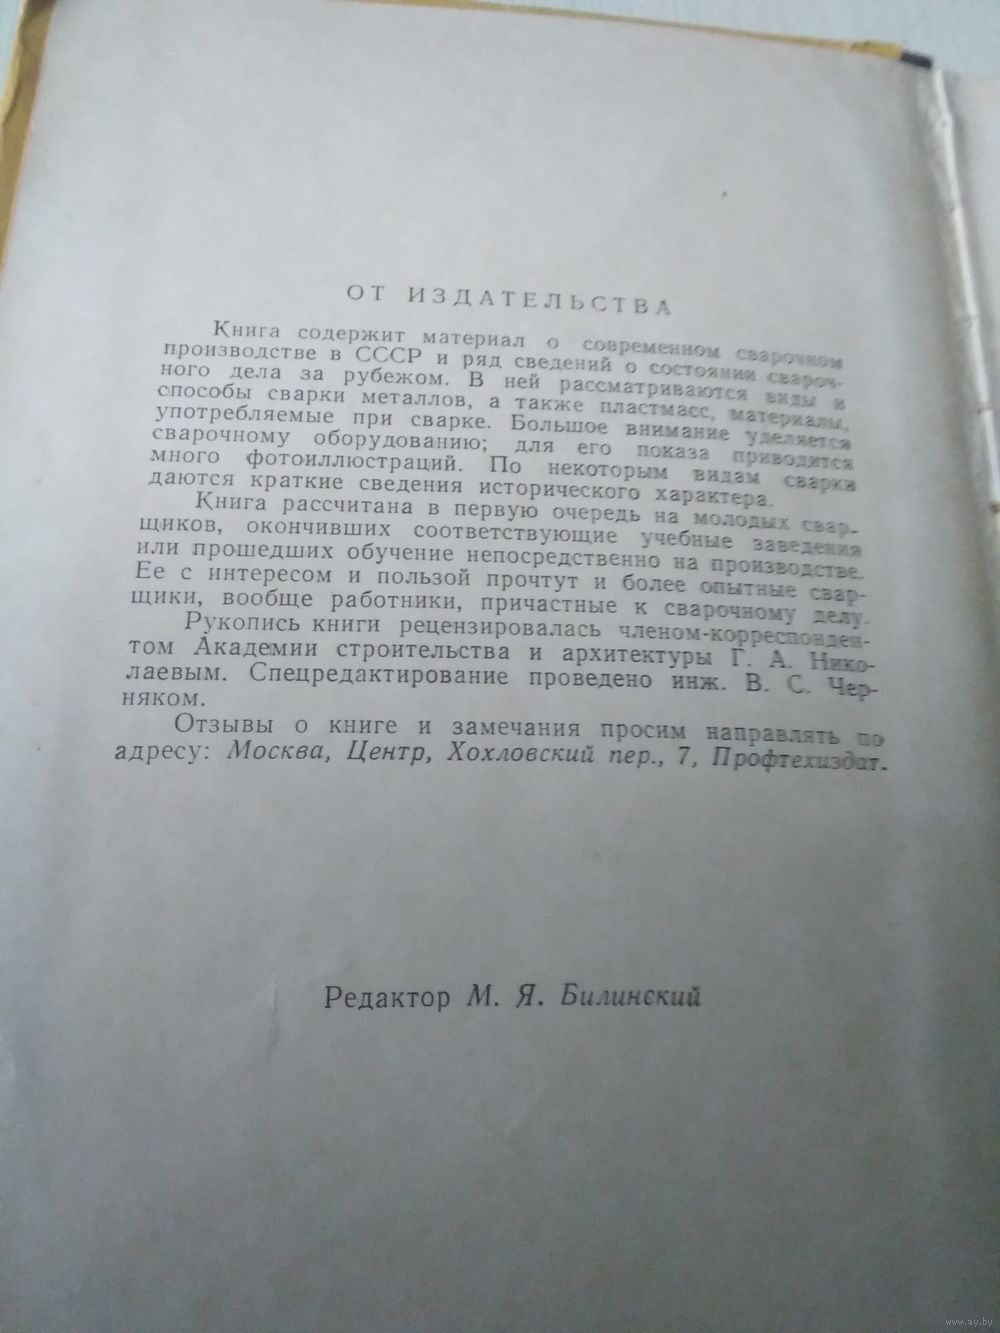 ОТ ИЗДАТЕЛЬСТВА
Книга содержит материал о современном сварочном
производстве в СССР и ряд сведений о состоянии свароч-
ного дела за рубежом. В ней рассматриваются виды и
способы сварки металлов, а также пластмасс, материалы,
употребляемые при сварке. Большое внимание уделяется
сварочному оборудованию; для его показа приводится
много фотоиллюстраций. По некоторым видам сварки
даются краткие сведения исторического характера.
Книга рассчитана в первую очередь на молодых свар-
щиков, окончивших соответствующие учебные заведения
или прошедших обучение непосредственно на производстве.
Ее с интересом и пользой прочтут и более опытные свар-
щики, вообще работники, причастные к сварочному делу.
Рукопись книги рецензировалась членом-корреспонден-
том Академии строительства и архитектуры Г. А. Нико-
лаевым. Спецредактирование проведено инж. В. С. Чер-
няком.
Отзывы о книге и замечания просим направлять по
адресу: Москва, Центр, Хохловский пер., 7, Профтехиздат.
Редактор М. Я. Билинский
www.ay.by